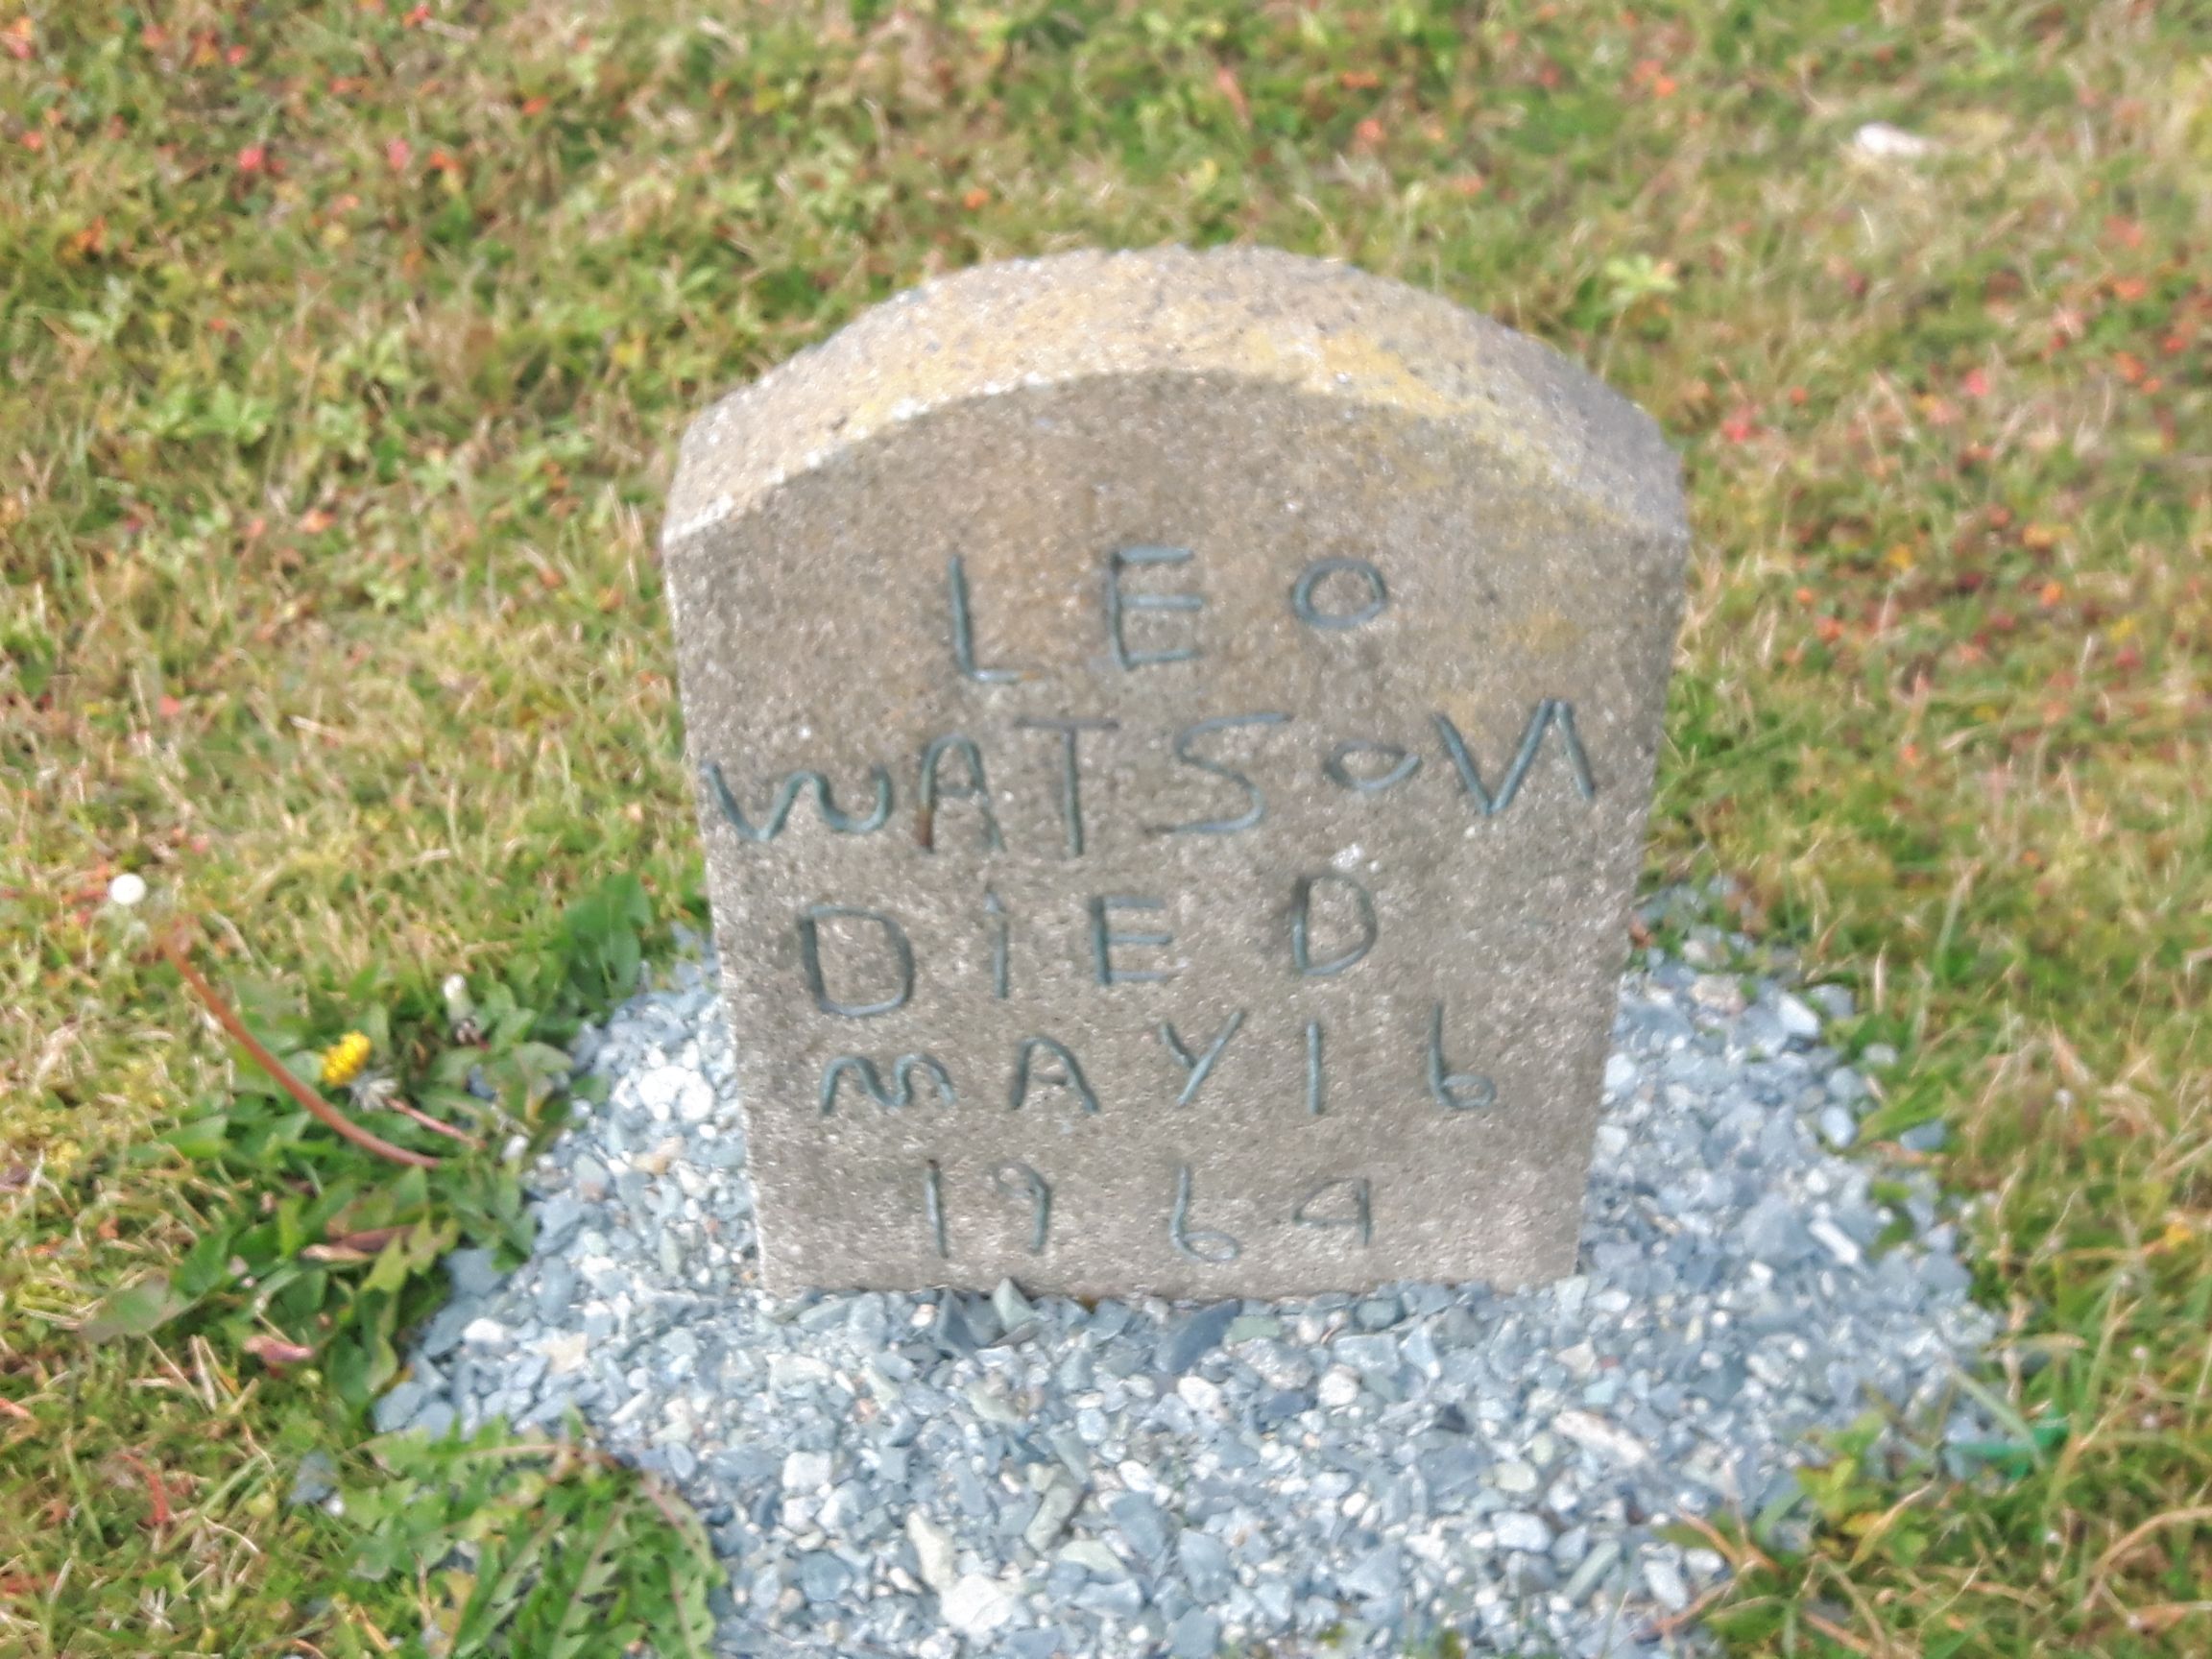 LEO
WATSON
DiED
MAY 16
1964